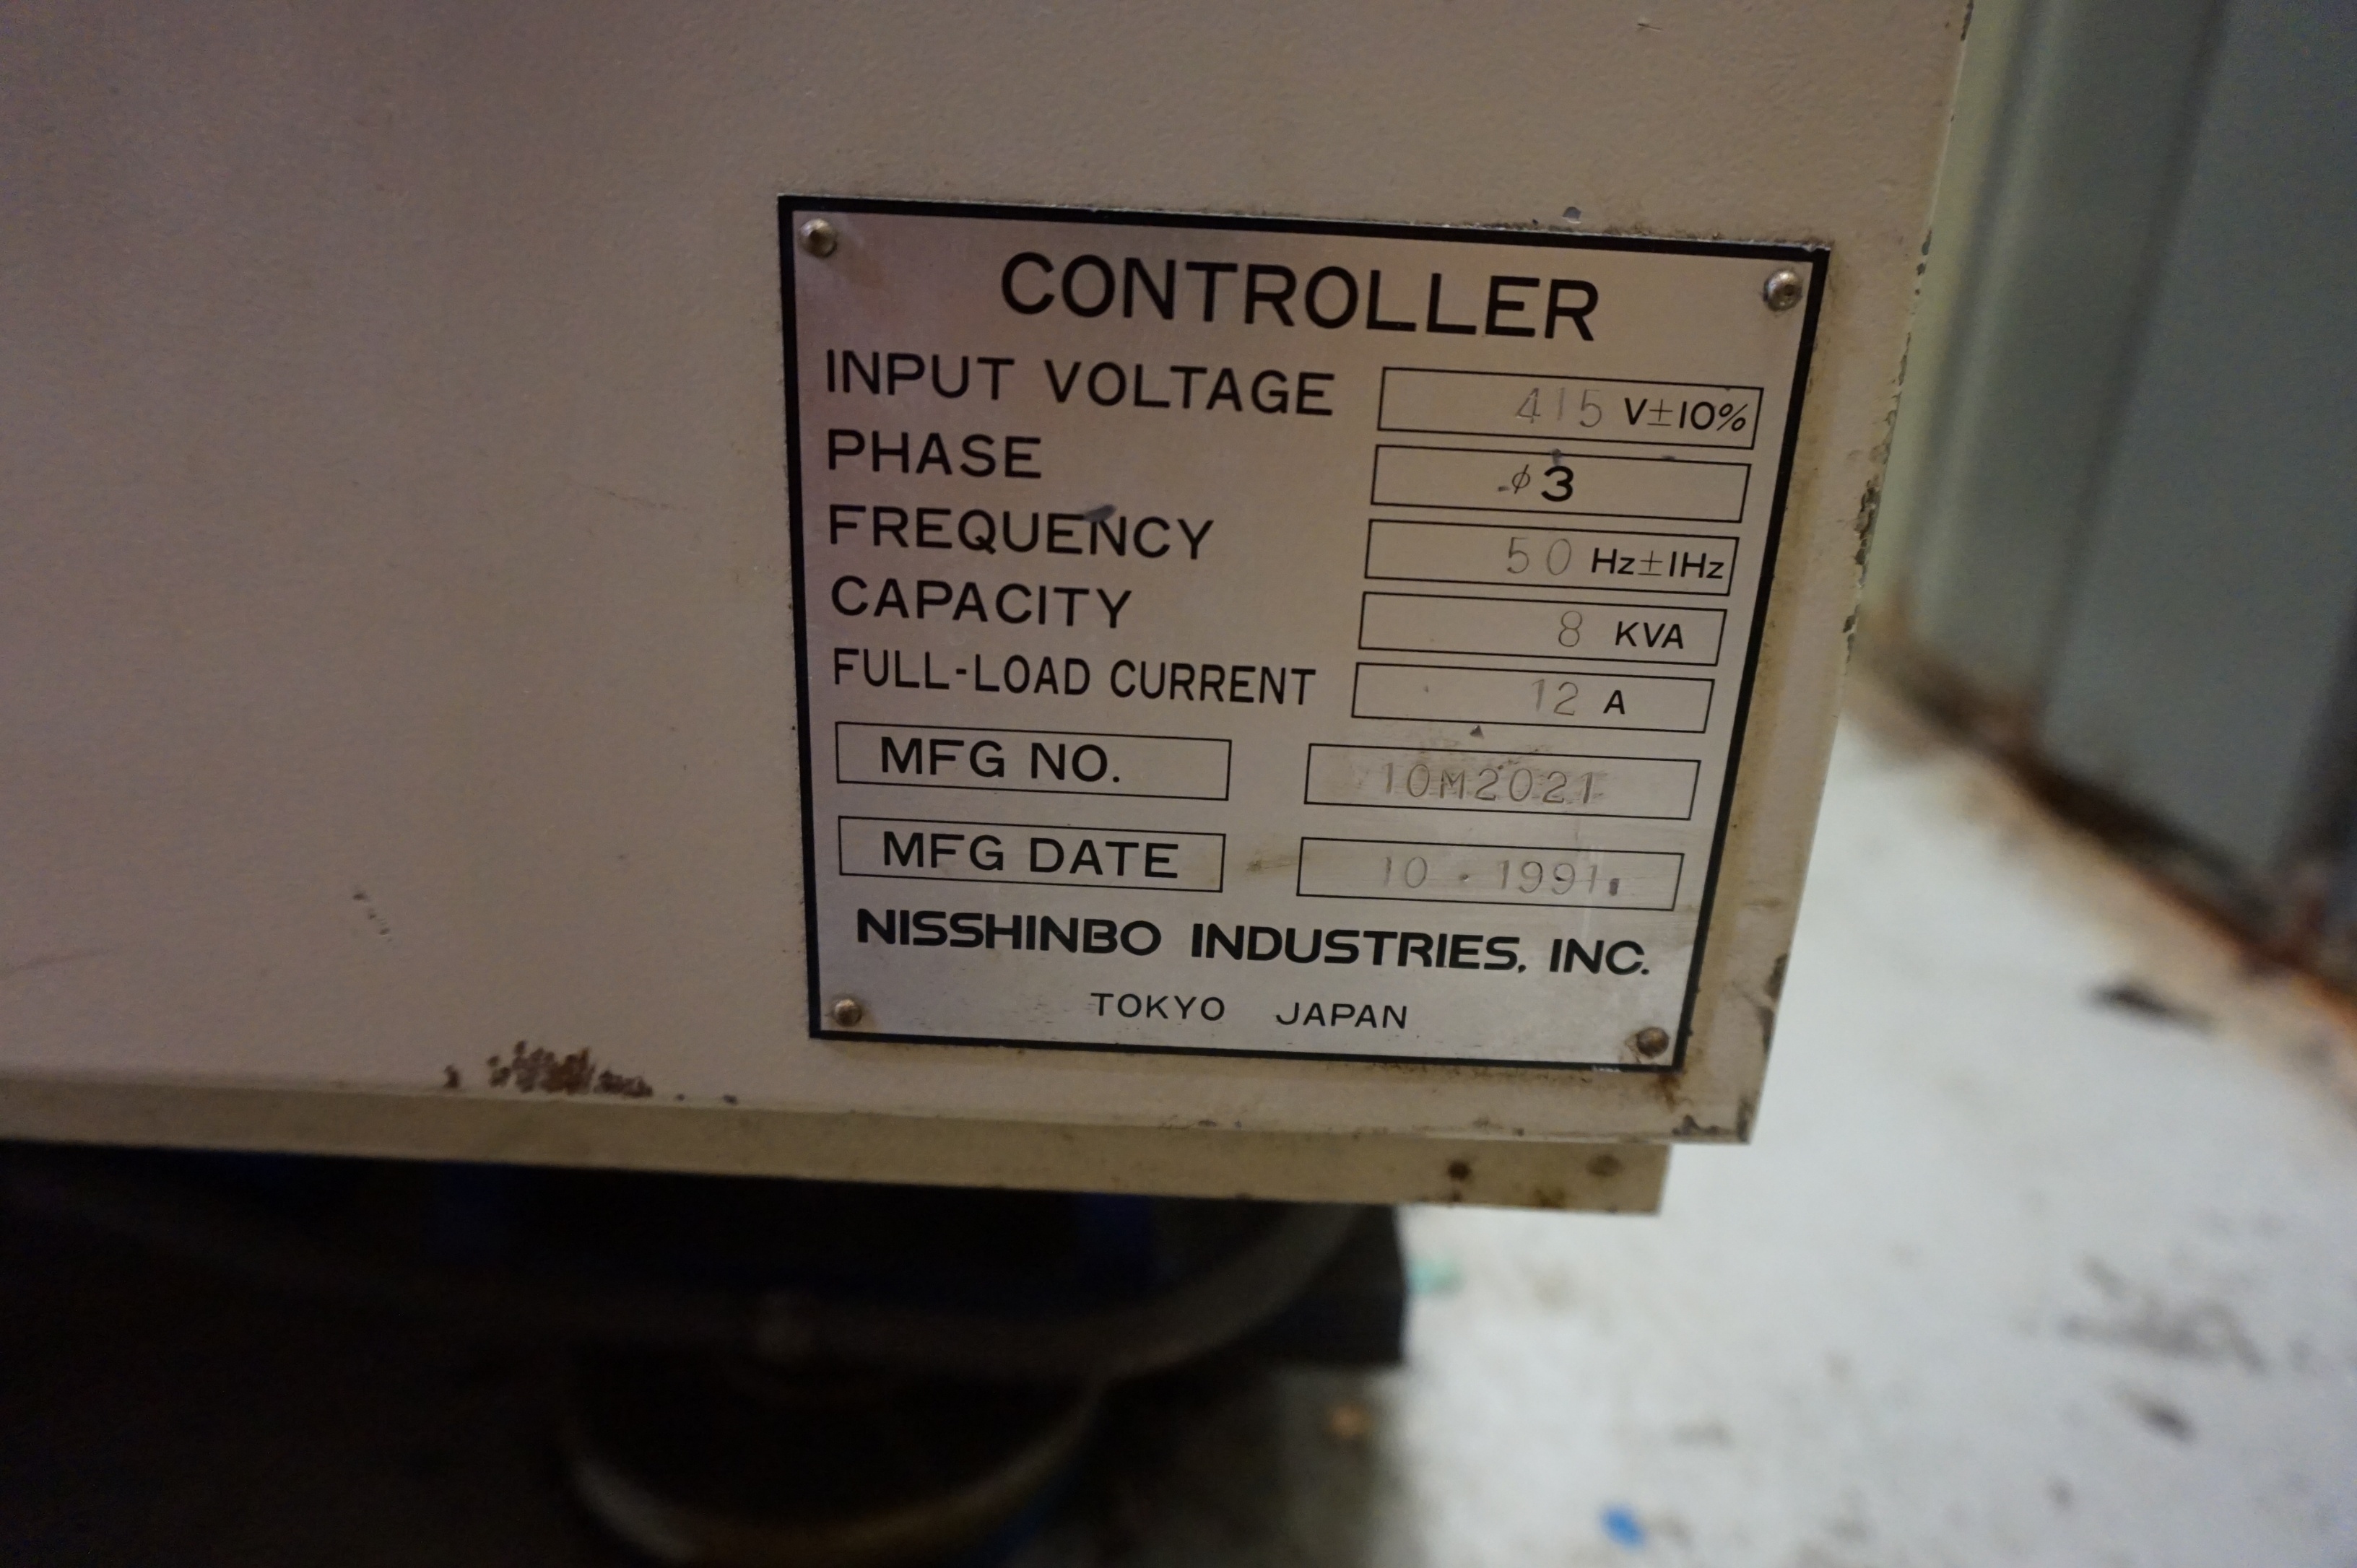 CONTROLLER
INPUT VOLTAGE 415 V±10%
PHASE ϕ3
FREQUENCY 50 Hz±1Hz
CAPACITY 8 KVA
FULL-LOAD CURRENT 12 A
MFG NO. 10M2021
MFG DATE 10 . 1991
NISSHINBO INDUSTRIES, INC.
TOKYO JAPAN